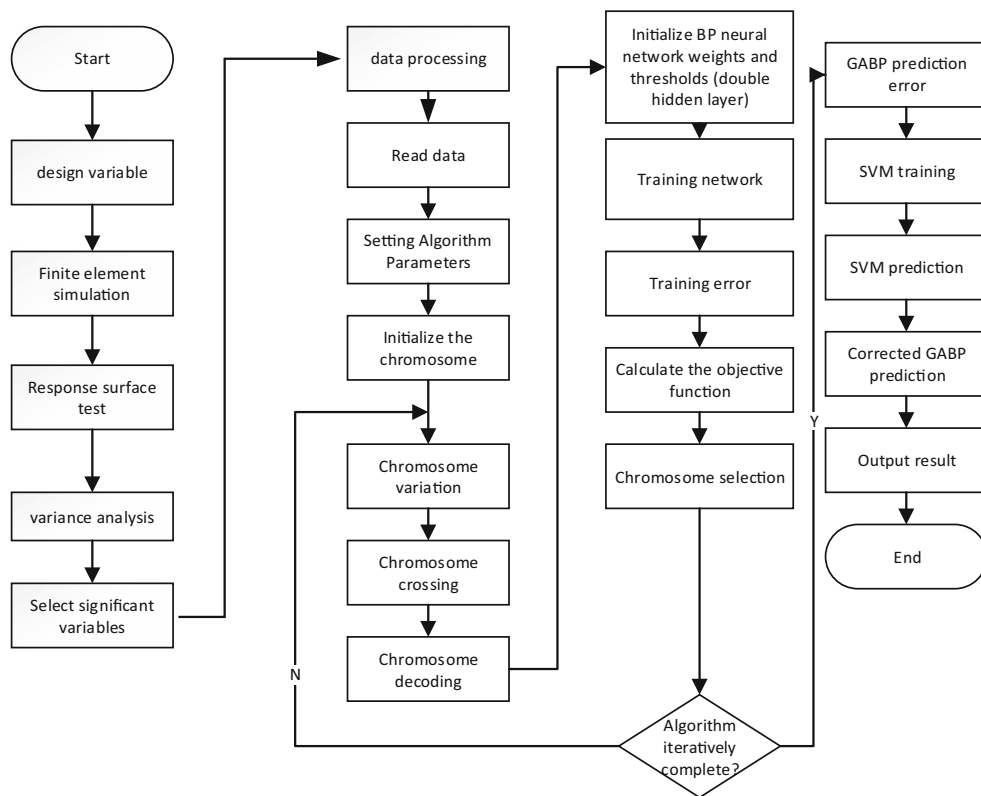 Start
design variable
Finite element
simulation
Response surface
test
variance analysis
Select significant
variables
data processing
Read data
Setting Algorithm
Parameters
Initialize the
chromosome
Chromosome
variation
Chromosome
crossing
Chromosome
decoding
N
Initialize BP neural
network weights and
thresholds (double
hidden layer)
Training network
Training error
Calculate the objective
function
Chromosome selection
Algorithm
iteratively
complete?
Y
GABP prediction
error
SVM training
SVM prediction
Corrected GABP
prediction
Output result
End